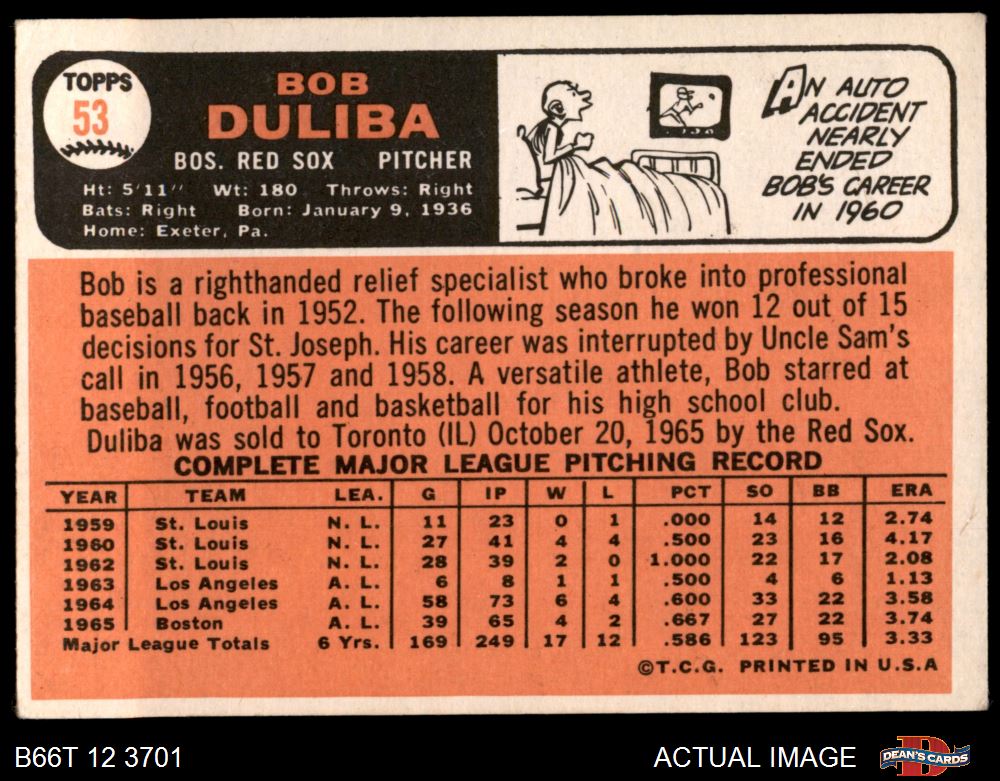 TOPPS
53
BOB
DULIBA
BOS. RED SOX PITCHER
Ht: 5'11" Wt: 180 Throws: Right
Bats: Right Born: January 9, 1936
Home: Exeter, Pa.
AN AUTO
ACCIDENT
NEARLY
ENDED
BOB'S CAREER
IN 1960
Bob is a righthanded relief specialist who broke into professional
baseball back in 1952. The following season he won 12 out of 15
decisions for St. Joseph. His career was interrupted by Uncle Sam's
call in 1956, 1957 and 1958. A versatile athlete, Bob starred at
baseball, football and basketball for his high school club.
Duliba was sold to Toronto (IL) October 20, 1965 by the Red Sox.
COMPLETE MAJOR LEAGUE PITCHING RECORD
YEAR TEAM LEA. G IP W L PCT SO BB ERA
1959 St. Louis N. L. 11 23 0 1 .000 14 12 2.74
1960 St. Louis N. L. 27 41 4 4 .500 23 16 4.17
1962 St. Louis N. L. 28 39 2 0 1.000 22 17 2.08
1963 Los Angeles A. L. 6 8 1 1 .500 4 6 1.13
1964 Los Angeles A. L. 58 73 6 4 .600 33 22 3.58
1965 Boston A. L. 39 65 4 2 .667 27 22 3.74
Major League Totals 6 Yrs. 169 249 17 12 .586 123 95 3.33
©T.C.G. PRINTED IN U.S.A
B66T 12 3701
ACTUAL IMAGE
DEAN'S CARDS